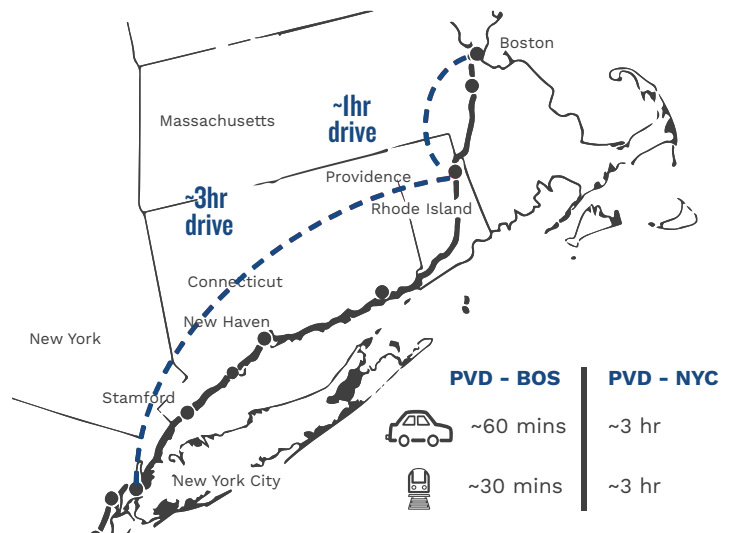 Boston
~1hr
drive
Massachusetts
Providence
~3hr
drive
Rhode Island
Connecticut
New Haven
New York
Stamford
New York City
PVD - BOS
PVD - NYC
~60 mins
~3 hr
~30 mins
~3 hr